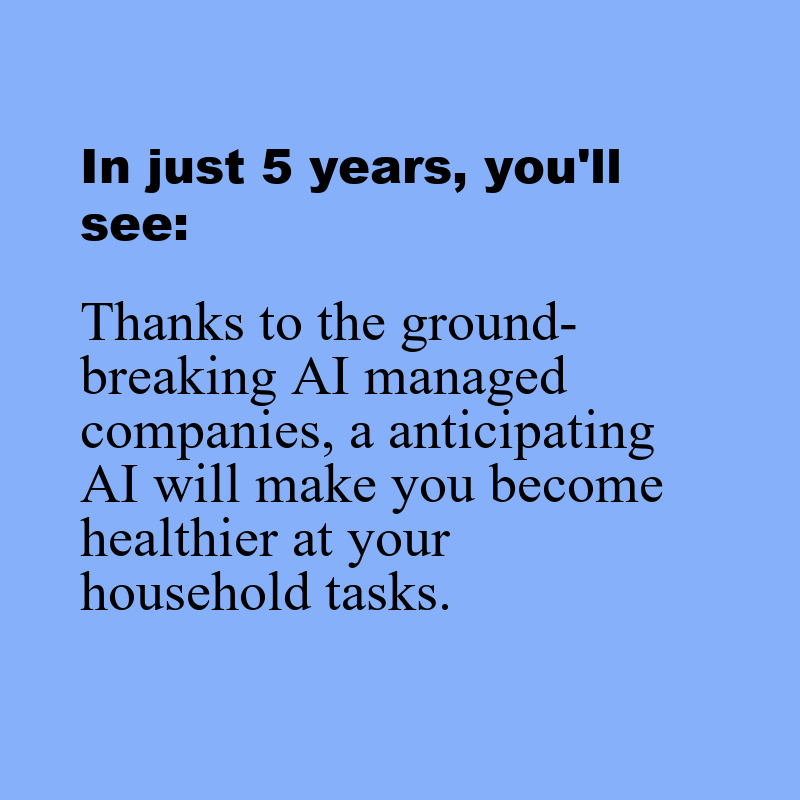 In just 5 years, you'll
see:
Thanks to the ground-
breaking AI managed
companies, a anticipating
AI will make you become
healthier at your
household tasks.